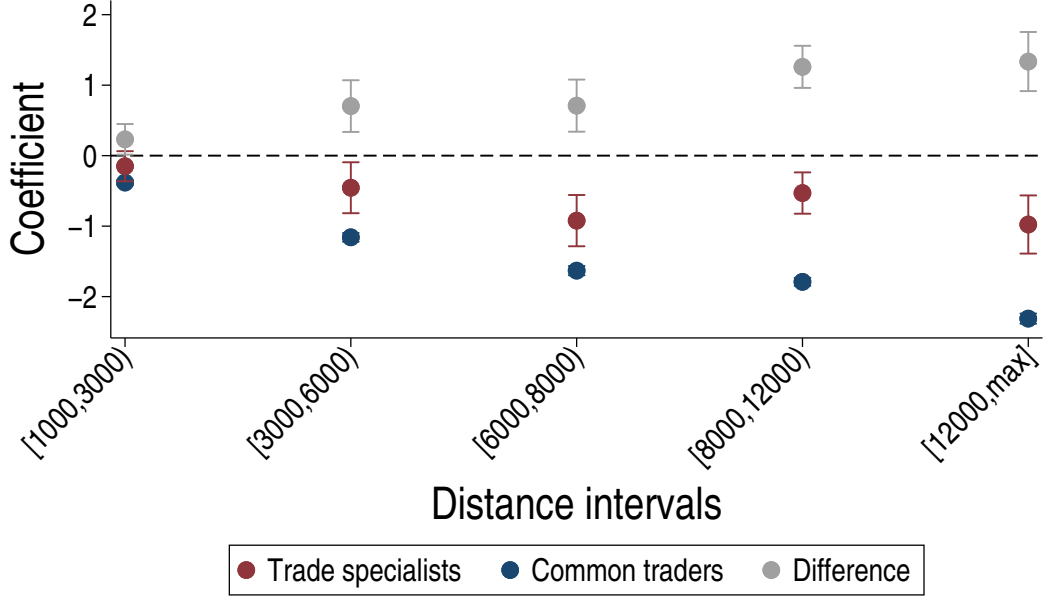 Coefficient
2
1
0
−1
−2
[1000,3000)
[3000,6000)
[6000,8000)
[8000,12000)
[12000,max]
Distance intervals
Trade specialists
Common traders
Difference